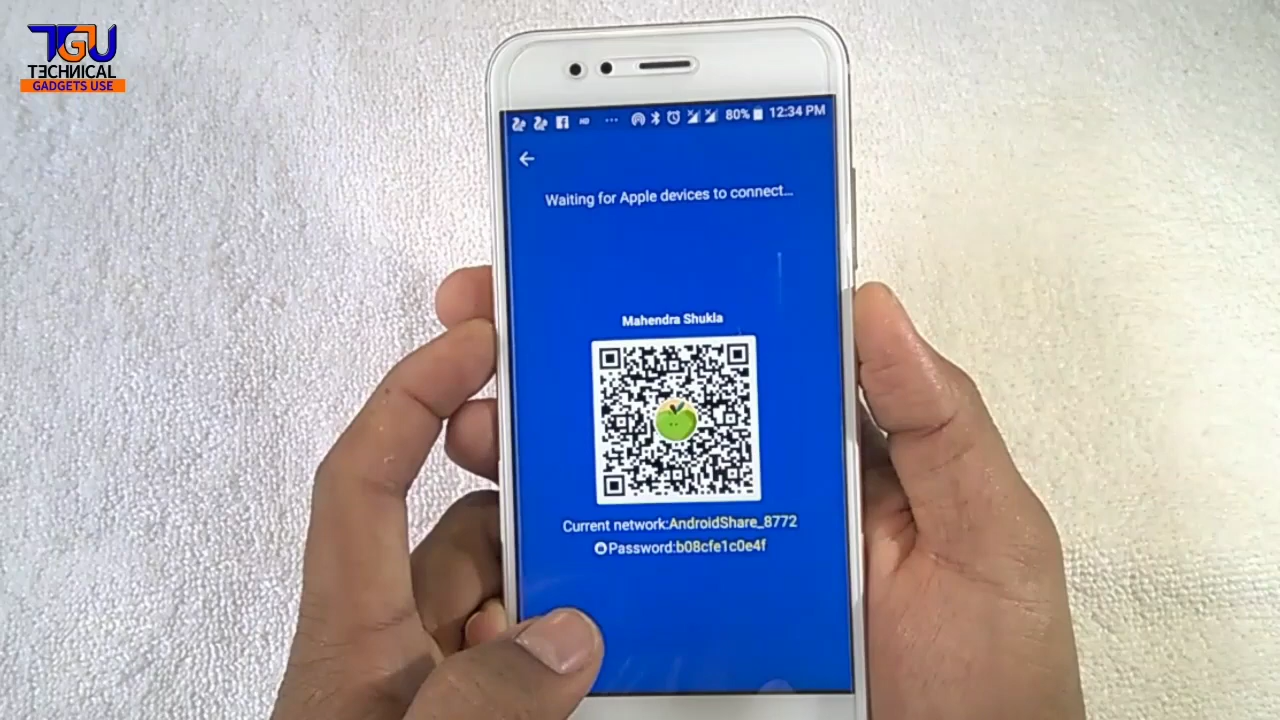 TGU
TECHNICAL
GADGETS USE
HD
80%
12:34 PM
Waiting for Apple devices to connect...
Mahendra Shukla
Current network:AndroidShare_8772
Password:b08cfe1c0e4f